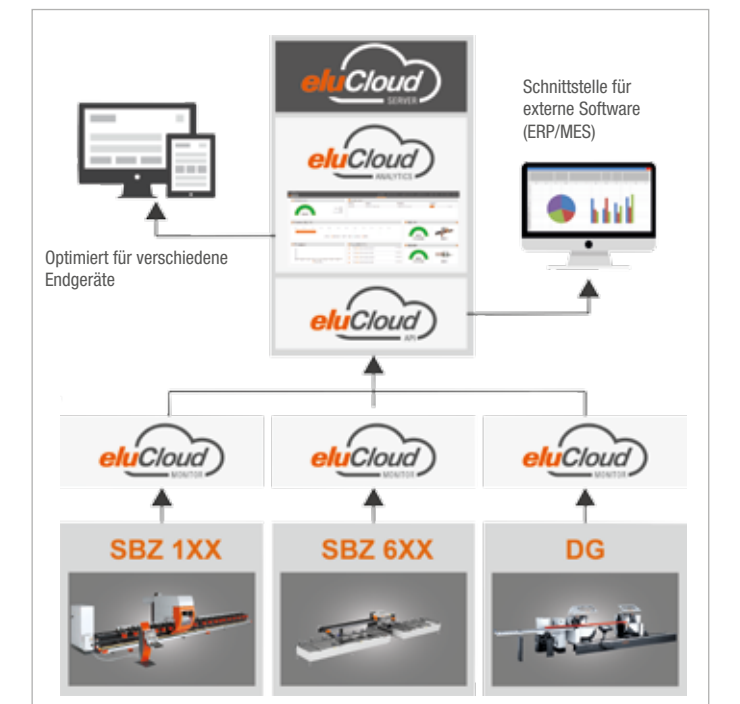 eluCloud
SERVER
eluCloud
ANALYTICS
Schnittstelle für
externe Software
(ERP/MES)
Optimiert für verschiedene
Endgeräte
eluCloud
API
eluCloud
MONITOR
eluCloud
MONITOR
eluCloud
MONITOR
SBZ 1XX
SBZ 6XX
DG